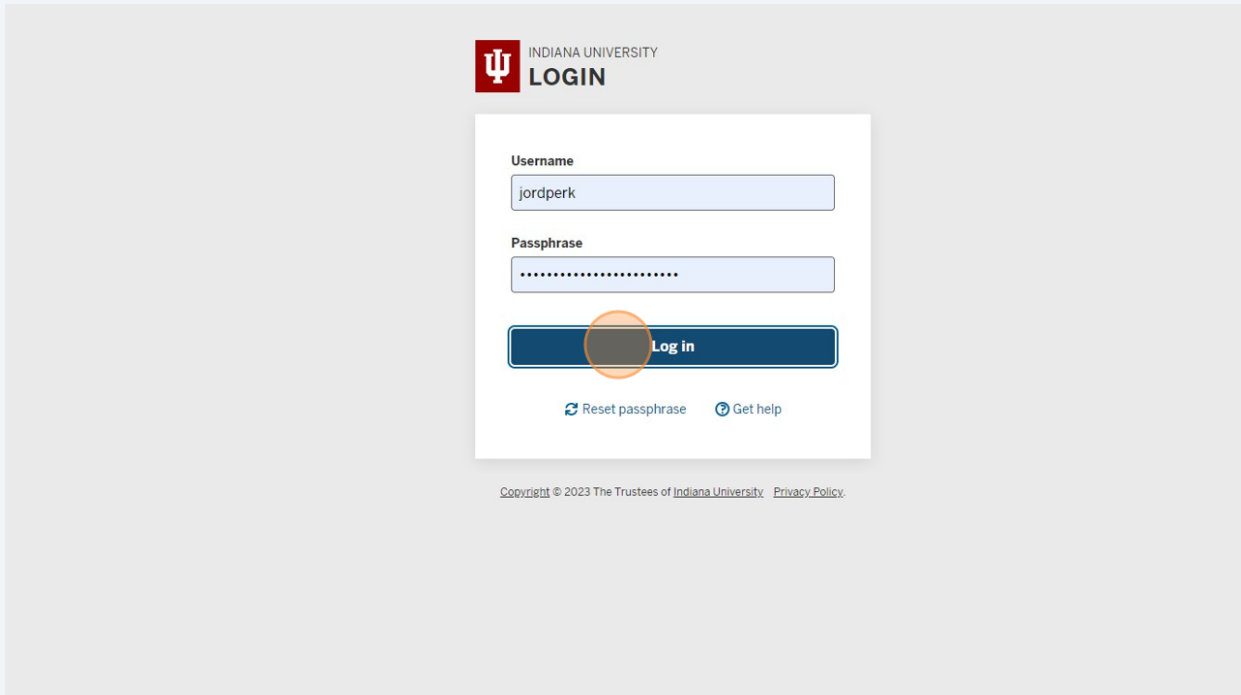 INDIANA UNIVERSITY
LOGIN
Username
jordperk
Passphrase
••••••••••••••••••••••••
Log in
Reset passphrase Get help
Copyright © 2023 The Trustees of Indiana University Privacy Policy.